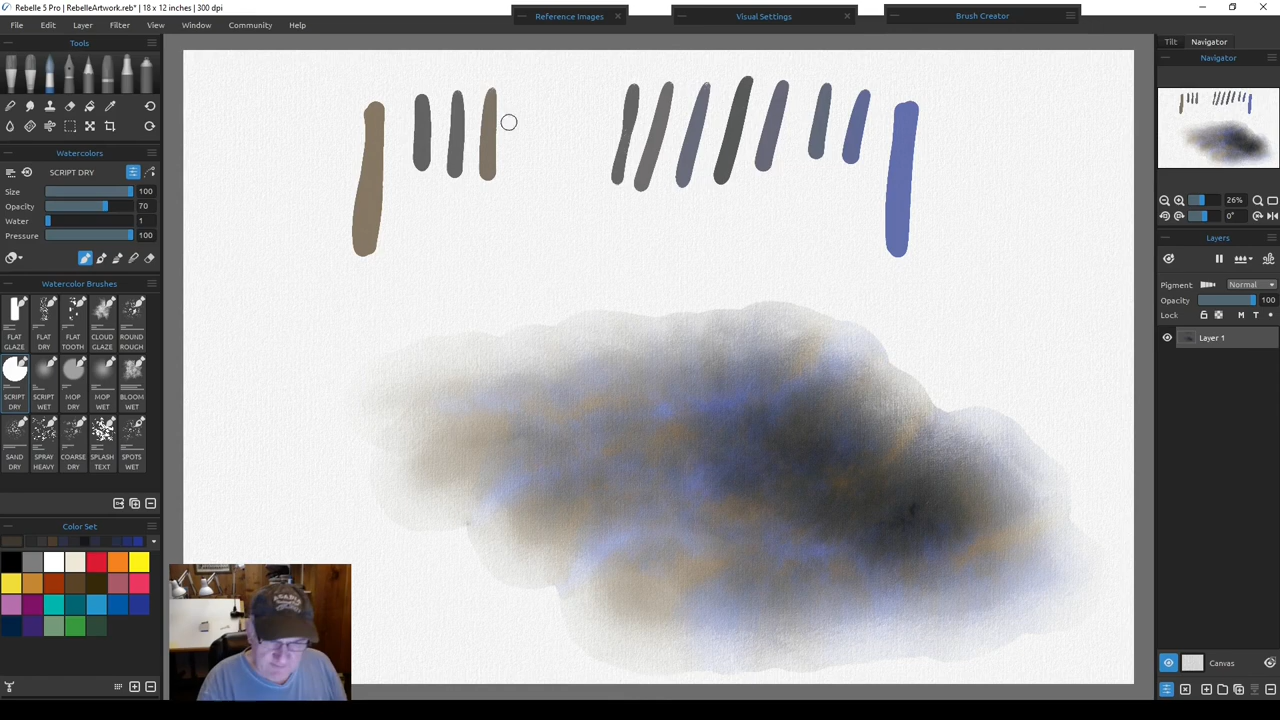 Rebelle 5 Pro | RebelleArtwork.reb* | 18 x 12 inches | 300 dpi
Reference Images
Visual Settings
Brush Creator
File Edit View Layer Filter Window Community Help
Tools
Watercolors
SCRIPT DRY
Size 100
Opacity 70
Water 1
Pressure 100
Watercolor Brushes
FLAT GLAZE
FLAT DRY
FLAT TOOTH
CLOUD GLAZE
ROUND ROUGH
SCRIPT DRY
SCRIPT WET
MOP DRY
MOP WET
BLOOM WET
SAND DRY
SPRAY HEAVY
COARSE DRY
SPLASH TEXT
SPOTS WET
Color Set
Tilt Navigator
Navigator
26%
0°
Layers
Pigment: Normal
Opacity 100
Lock M T
Layer 1
Canvas